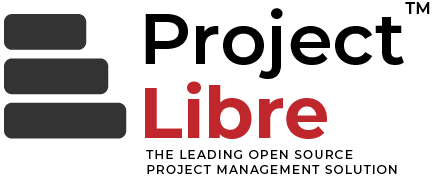 Project™
Libre
THE LEADING OPEN SOURCE
PROJECT MANAGEMENT SOLUTION